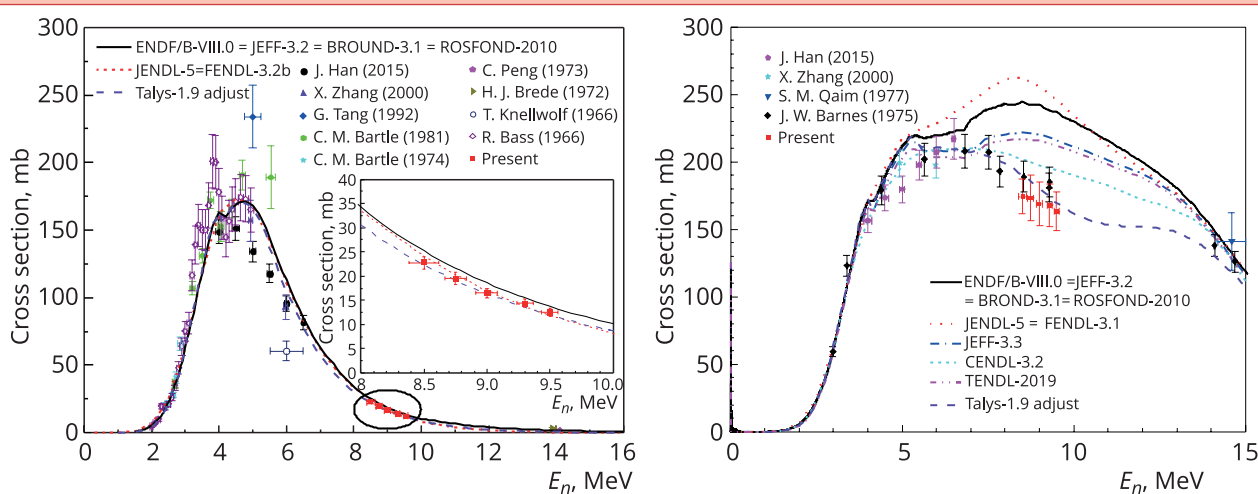 300
250
200
150
100
50
0
Cross section, mb
ENDF/B-VIII.0 = JEFF-3.2 = BROUND-3.1 = ROSFOND-2010
JENDL-5=FENDL-3.2b
Talys-1.9 adjust
J. Han (2015)
X. Zhang (2000)
G. Tang (1992)
C. M. Bartle (1981)
C. M. Bartle (1974)
C. Peng (1973)
H. J. Brede (1972)
T. Knellwolf (1966)
R. Bass (1966)
Present
40
35
30
25
20
15
10
5
0
Cross section, mb
8 8.5 9.0 9.5 10.0
En, MeV
0 2 4 6 8 10 12 14 16
En, MeV
300
250
200
150
100
50
0
Cross section, mb
J. Han (2015)
X. Zhang (2000)
S. M. Qaim (1977)
J. W. Barnes (1975)
Present
ENDF/B-VIII.0 =JEFF-3.2
= BROND-3.1= ROSFOND-2010
JENDL-5 = FENDL-3.1
JEFF-3.3
CENDL-3.2
TENDL-2019
Talys-1.9 adjust
0 5 10 15
En, MeV